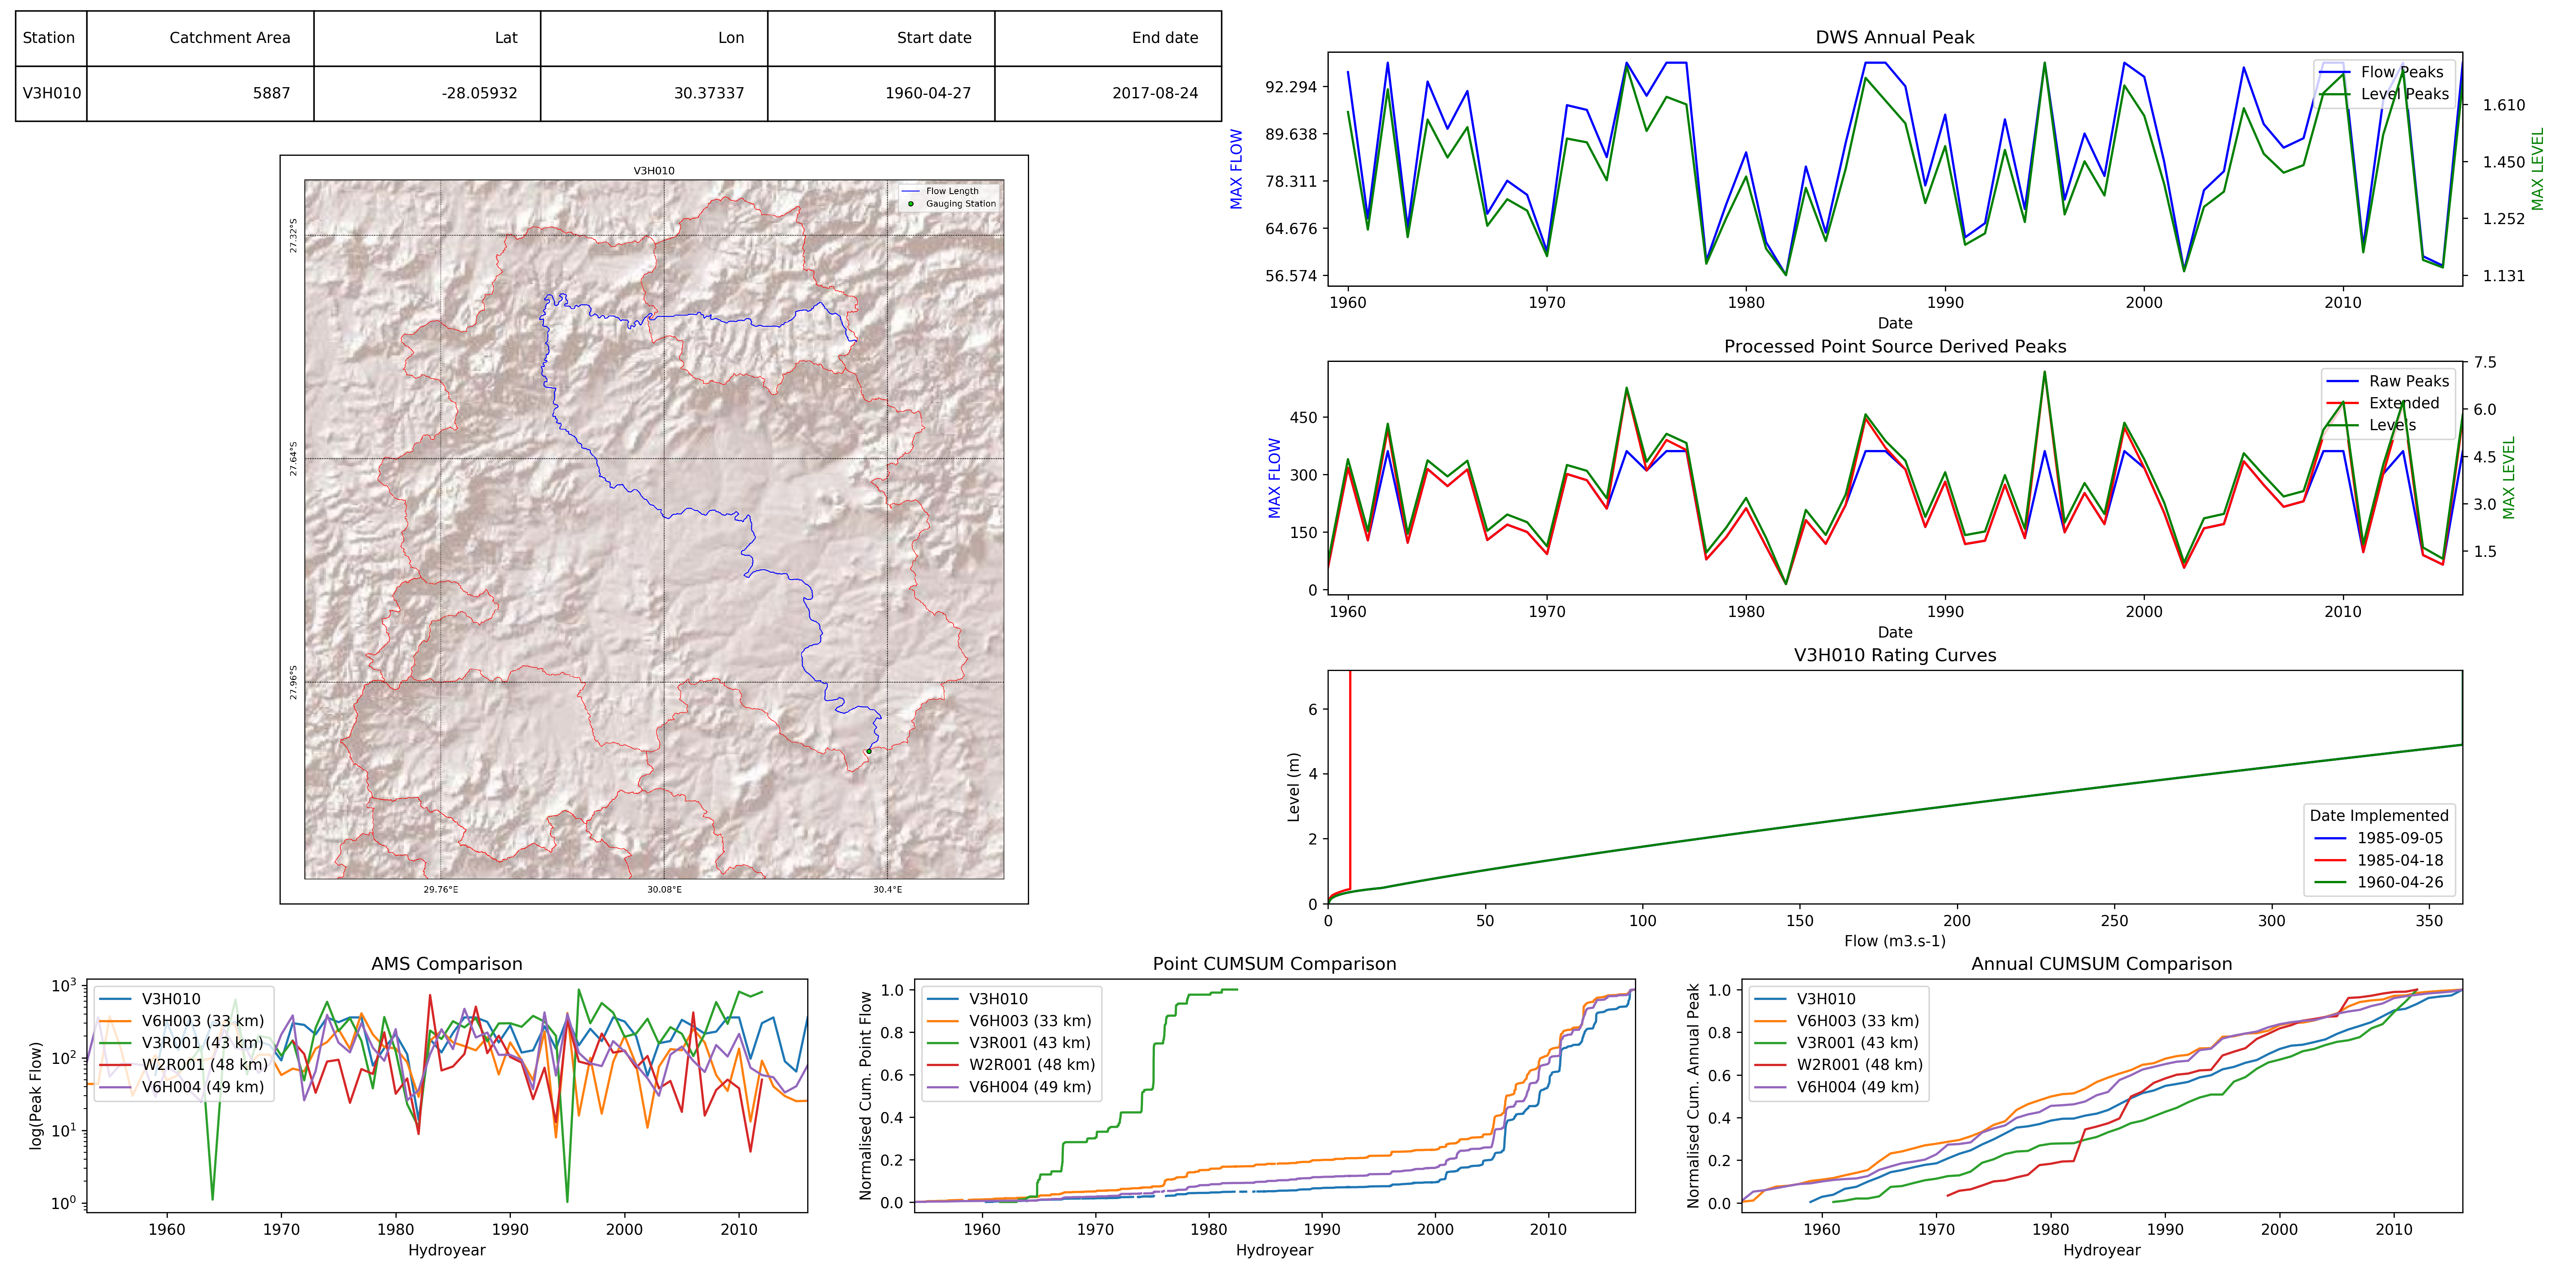 Station Catchment Area Lat Lon Start date End date
V3H010 5887 -28.05932 30.37337 1960-04-27 2017-08-24
V3H010
Flow Length
Gauging Station
27.32°S
27.64°S
27.96°S
29.76°E 30.08°E 30.4°E
DWS Annual Peak
Flow Peaks
Level Peaks
MAX FLOW
92.294
89.638
78.311
64.676
56.574
MAX LEVEL
1.610
1.450
1.252
1.131
1960 1970 1980 1990 2000 2010
Date
Processed Point Source Derived Peaks
Raw Peaks
Extended
Levels
MAX FLOW
450
300
150
0
MAX LEVEL
7.5
6.0
4.5
3.0
1.5
1960 1970 1980 1990 2000 2010
Date
V3H010 Rating Curves
Level (m)
6
4
2
0
Date Implemented
1985-09-05
1985-04-18
1960-04-26
0 50 100 150 200 250 300 350
Flow (m3.s-1)
AMS Comparison
V3H010
V6H003 (33 km)
V3R001 (43 km)
W2R001 (48 km)
V6H004 (49 km)
log(Peak Flow)
10³
10²
10¹
10⁰
1960 1970 1980 1990 2000 2010
Hydroyear
Point CUMSUM Comparison
V3H010
V6H003 (33 km)
V3R001 (43 km)
W2R001 (48 km)
V6H004 (49 km)
Normalised Cum. Point Flow
1.0
0.8
0.6
0.4
0.2
0.0
1960 1970 1980 1990 2000 2010
Hydroyear
Annual CUMSUM Comparison
V3H010
V6H003 (33 km)
V3R001 (43 km)
W2R001 (48 km)
V6H004 (49 km)
Normalised Cum. Annual Peak
1.0
0.8
0.6
0.4
0.2
0.0
1960 1970 1980 1990 2000 2010
Hydroyear